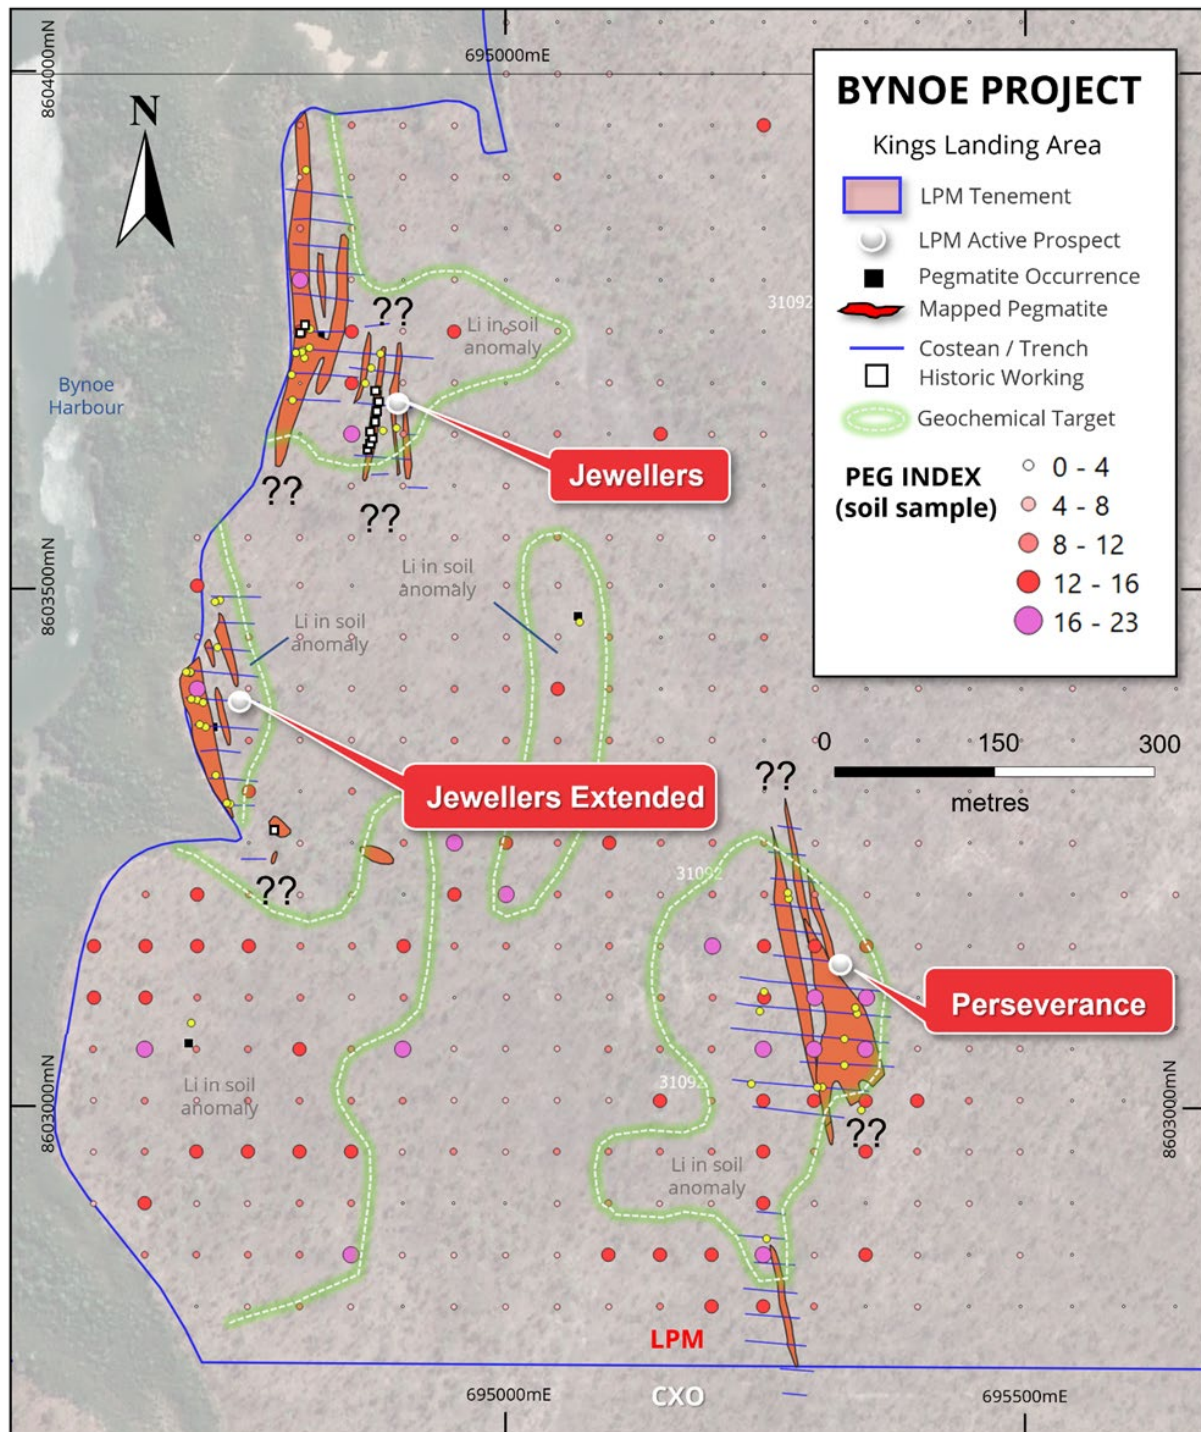 695000mE
8604000mN
8603500mN
8603000mN
N
BYNOE PROJECT
Kings Landing Area
LPM Tenement
LPM Active Prospect
Pegmatite Occurrence
Mapped Pegmatite
Costean / Trench
Historic Working
Geochemical Target
PEG INDEX
(soil sample)
0 - 4
4 - 8
8 - 12
12 - 16
16 - 23
31092
??
Li in soil
anomaly
Bynoe
Harbour
Jewellers
??
??
Li in soil
anomaly
Li in soil
anomaly
Jewellers Extended
0
150
300
metres
??
31092
??
Perseverance
31092
Li in soil
anomaly
??
Li in soil
anomaly
8603000mN
LPM
CXO
695000mE
695500mE